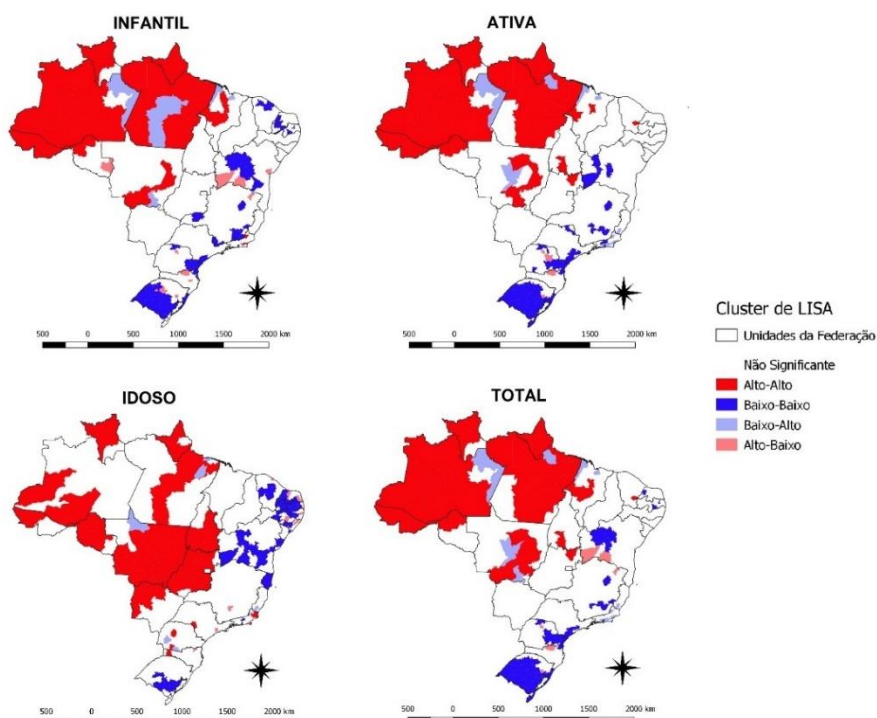 INFANTIL
ATIVA
500 0 500 1000 1500 2000 km
500 0 500 1000 1500 2000 km
Cluster de LISA
Unidades da Federação
Não Significante
Alto-Alto
Baixo-Baixo
Baixo-Alto
Alto-Baixo
IDOSO
TOTAL
500 0 500 1000 1500 2000 km
500 0 500 1000 1500 2000 km